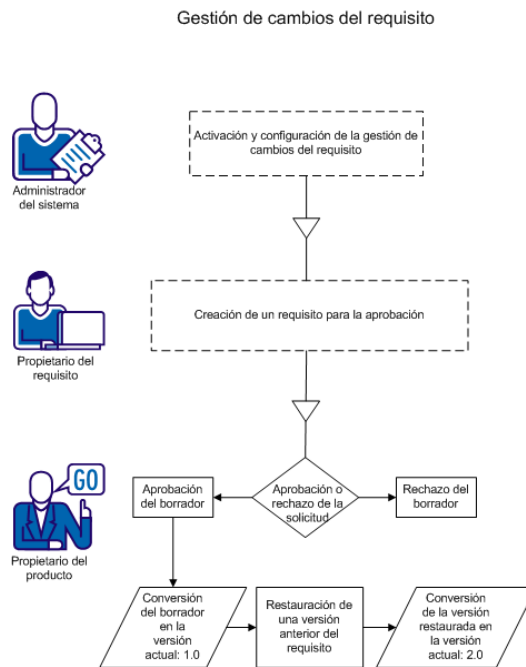 Gestión de cambios del requisito
Activación y configuración de la gestión de
cambios del requisito
Administrador
del sistema
Creación de un requisito para la aprobación
Propietario del
requisito
GO
Aprobación
del borrador
Aprobación o
rechazo de la
solicitud
Rechazo del
borrador
Propietario del
producto
Conversión
del borrador
en la
versión
actual: 1.0
Restauración de
una versión
anterior del
requisito
Conversión
de la versión
restaurada en
la versión
actual: 2.0